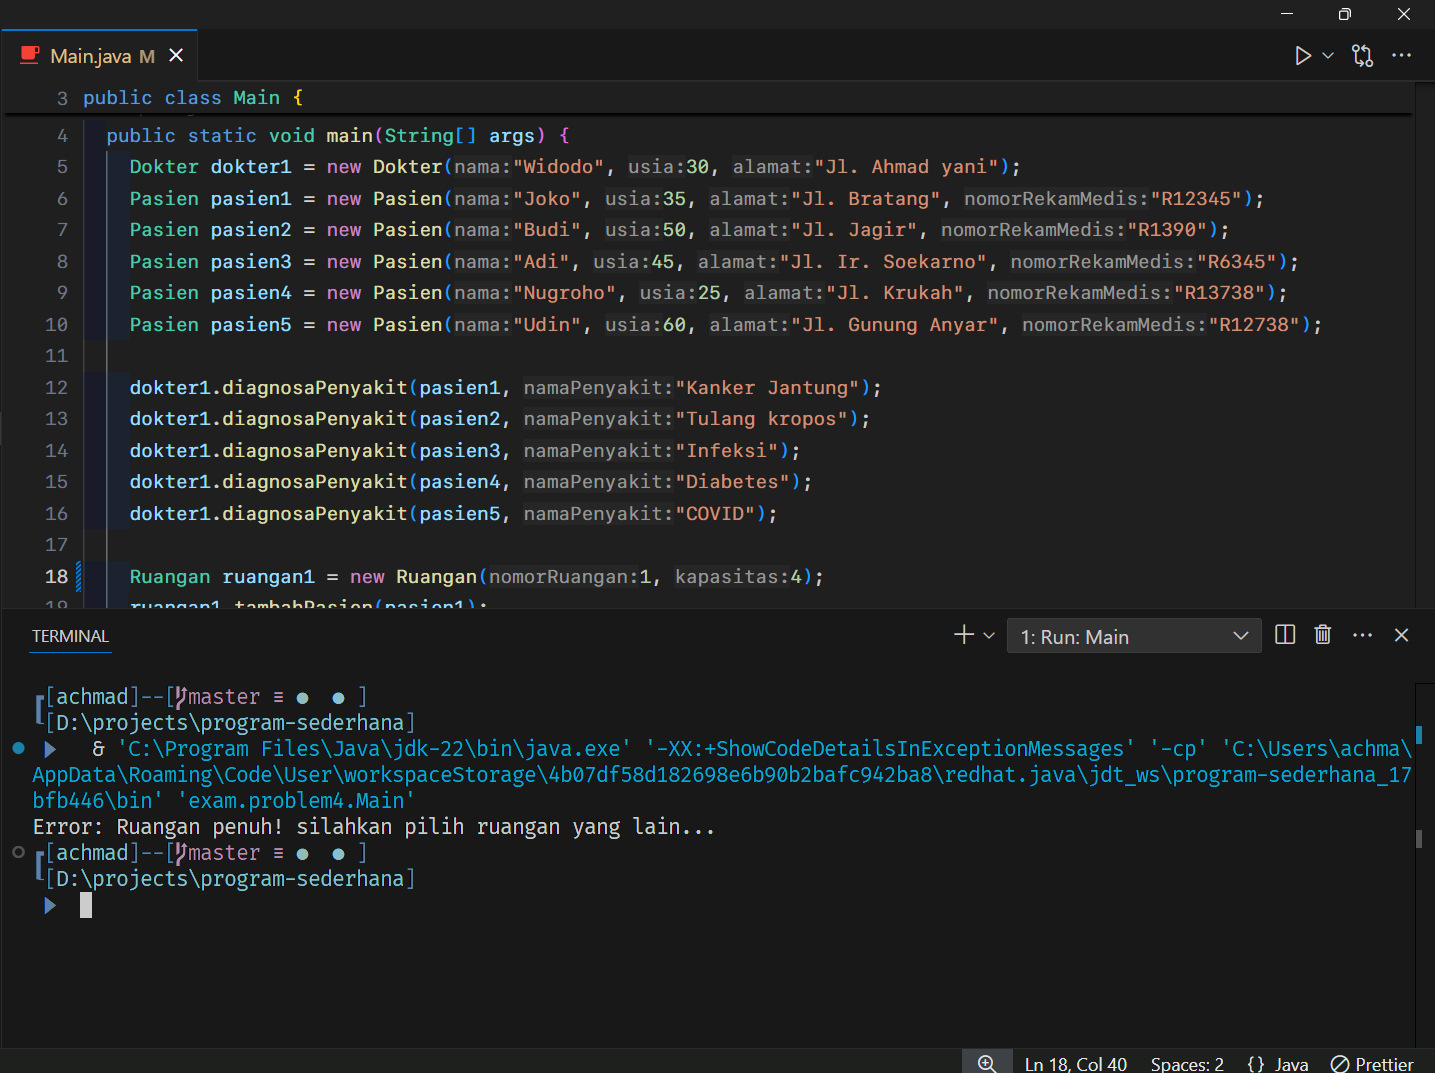 Main.java M
3 public class Main {
4 public static void main(String[] args) {
5 Dokter dokter1 = new Dokter(nama:"Widodo", usia:30, alamat:"Jl. Ahmad yani");
6 Pasien pasien1 = new Pasien(nama:"Joko", usia:35, alamat:"Jl. Bratang", nomorRekamMedis:"R12345");
7 Pasien pasien2 = new Pasien(nama:"Budi", usia:50, alamat:"Jl. Jagir", nomorRekamMedis:"R1390");
8 Pasien pasien3 = new Pasien(nama:"Adi", usia:45, alamat:"Jl. Ir. Soekarno", nomorRekamMedis:"R6345");
9 Pasien pasien4 = new Pasien(nama:"Nugroho", usia:25, alamat:"Jl. Krukah", nomorRekamMedis:"R13738");
10 Pasien pasien5 = new Pasien(nama:"Udin", usia:60, alamat:"Jl. Gunung Anyar", nomorRekamMedis:"R12738");
11
12 dokter1.diagnosaPenyakit(pasien1, namaPenyakit:"Kanker Jantung");
13 dokter1.diagnosaPenyakit(pasien2, namaPenyakit:"Tulang kropos");
14 dokter1.diagnosaPenyakit(pasien3, namaPenyakit:"Infeksi");
15 dokter1.diagnosaPenyakit(pasien4, namaPenyakit:"Diabetes");
16 dokter1.diagnosaPenyakit(pasien5, namaPenyakit:"COVID");
17
18 Ruangan ruangan1 = new Ruangan(nomorRuangan:1, kapasitas:4);
19 ruangan1.tambahPasien(pasien1);
TERMINAL
1: Run: Main
[achmad]--[master ≡ ● ● ]
[D:\projects\program-sederhana]
& 'C:\Program Files\Java\jdk-22\bin\java.exe' '-XX:+ShowCodeDetailsInExceptionMessages' '-cp' 'C:\Users\achma\
AppData\Roaming\Code\User\workspaceStorage\4b07df58d182698e6b90b2bafc942ba8\redhat.java\jdt_ws\program-sederhana_17
bfb446\bin' 'exam.problem4.Main'
Error: Ruangan penuh! silahkan pilih ruangan yang lain...
[achmad]--[master ≡ ● ● ]
[D:\projects\program-sederhana]
Ln 18, Col 40 Spaces: 2 {} Java Prettier